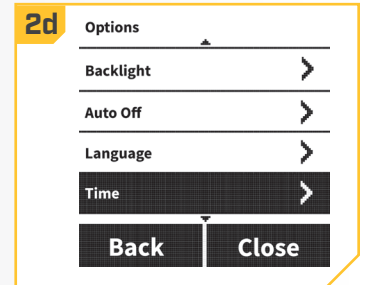 2d
Options
Backlight
Auto Off
Language
Time
Back Close